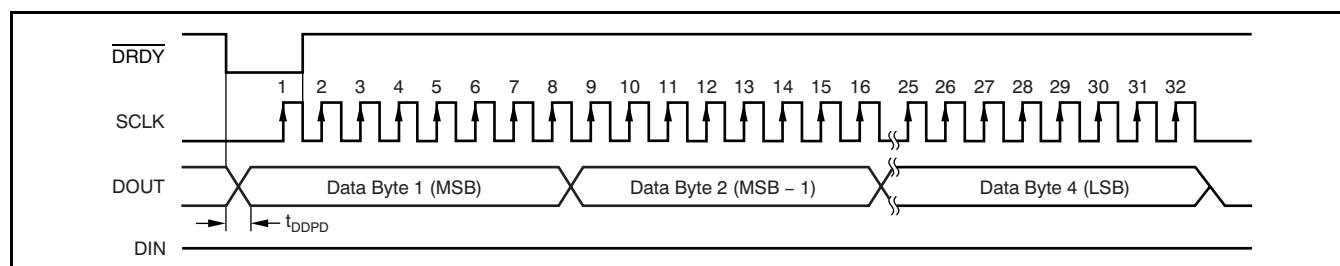 DRDY
1 2 3 4 5 6 7 8 9 10 11 12 13 14 15 16 25 26 27 28 29 30 31 32
SCLK
DOUT Data Byte 1 (MSB) Data Byte 2 (MSB − 1) Data Byte 4 (LSB)
tDDPD
DIN